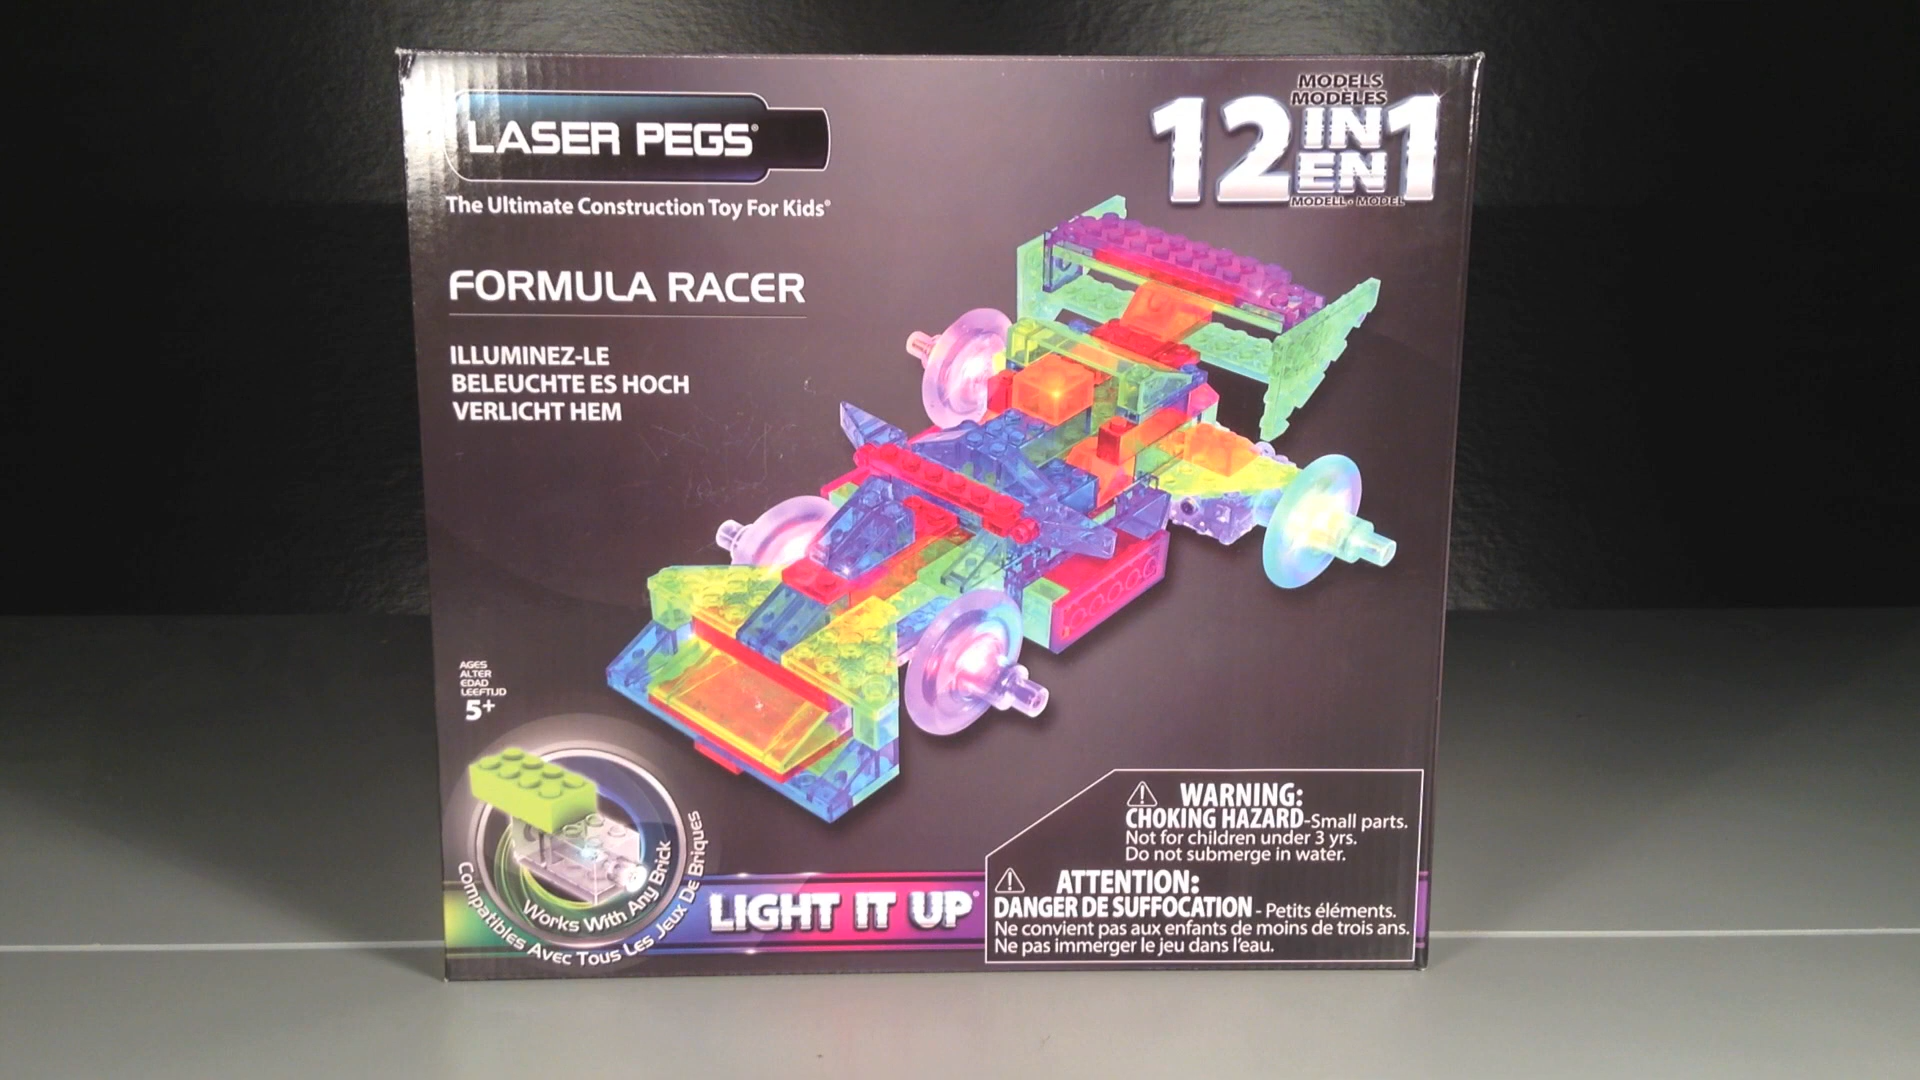 LASER PEGS®
The Ultimate Construction Toy For Kids®
MODELS
MODÈLES
12 IN 1
EN
MODELL • MODEL
FORMULA RACER
ILLUMINEZ-LE
BELEUCHTE ES HOCH
VERLICHT HEM
AGES
ALTER
EDAD
LEEFTIJD
5+
Works With Any Brick
Compatibles Avec Tous Les Jeux De Briques
LIGHT IT UP®
WARNING:
CHOKING HAZARD-Small parts.
Not for children under 3 yrs.
Do not submerge in water.
ATTENTION:
DANGER DE SUFFOCATION - Petits éléments.
Ne convient pas aux enfants de moins de trois ans.
Ne pas immerger le jeu dans l'eau.